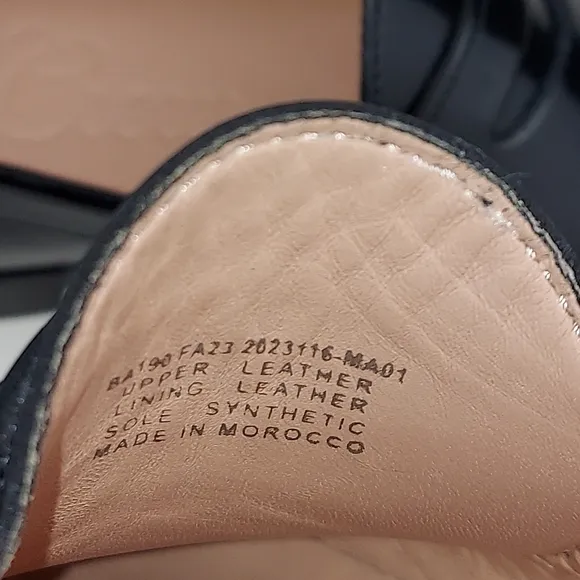 BA190 FA23 2023116-MA01
UPPER LEATHER
LINING LEATHER
SOLE SYNTHETIC
MADE IN MOROCCO